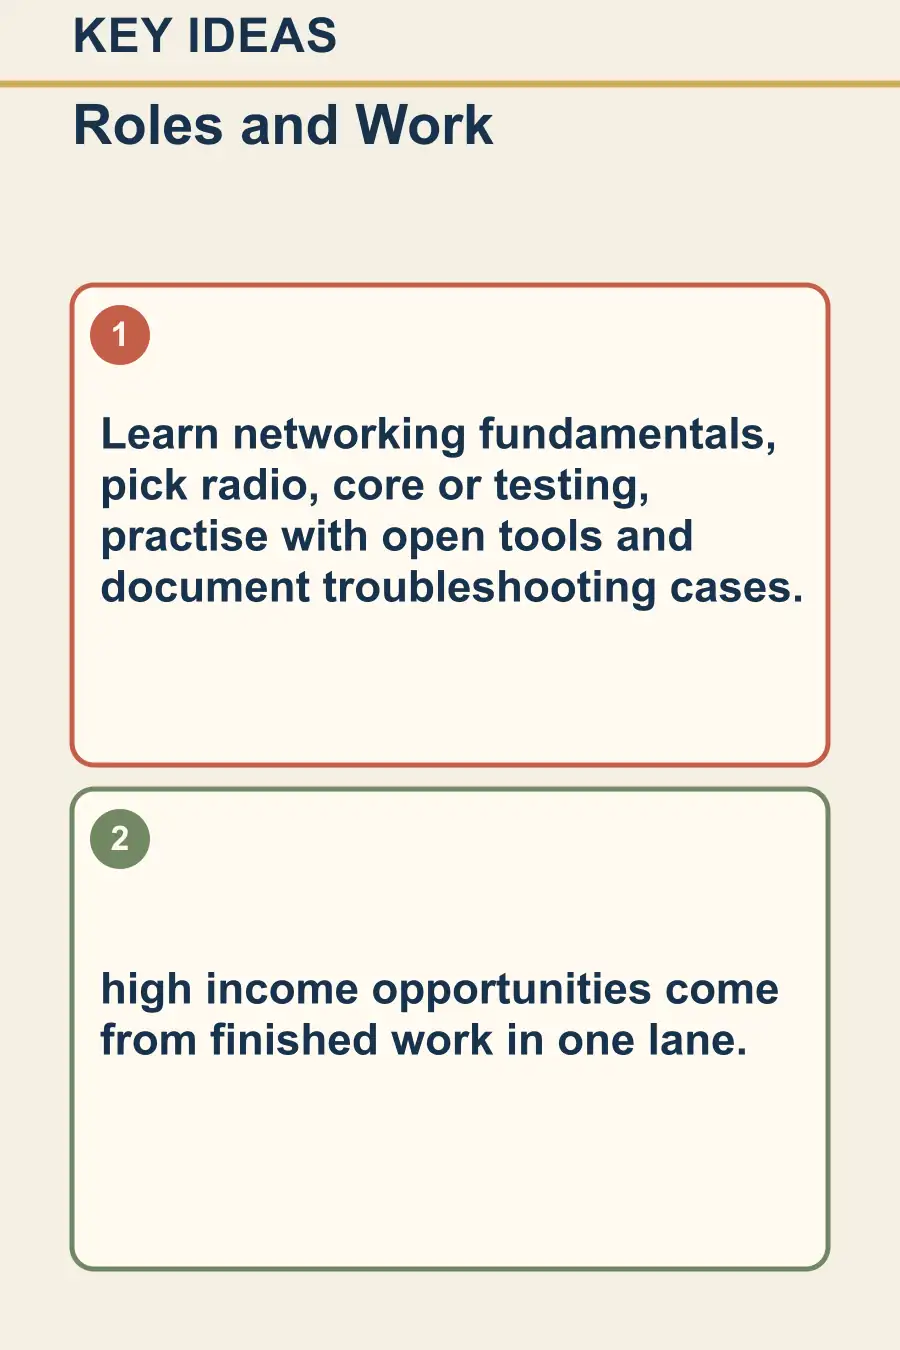 KEY IDEAS
Roles and Work
1
Learn networking fundamentals,
pick radio, core or testing,
practise with open tools and
document troubleshooting cases.
2
high income opportunities come
from finished work in one lane.